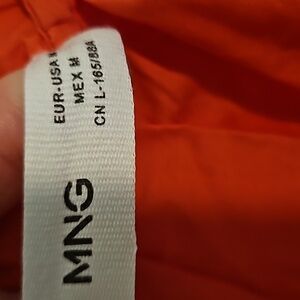 EUR-USA M
MEX M
CN L-165/88A
MNG